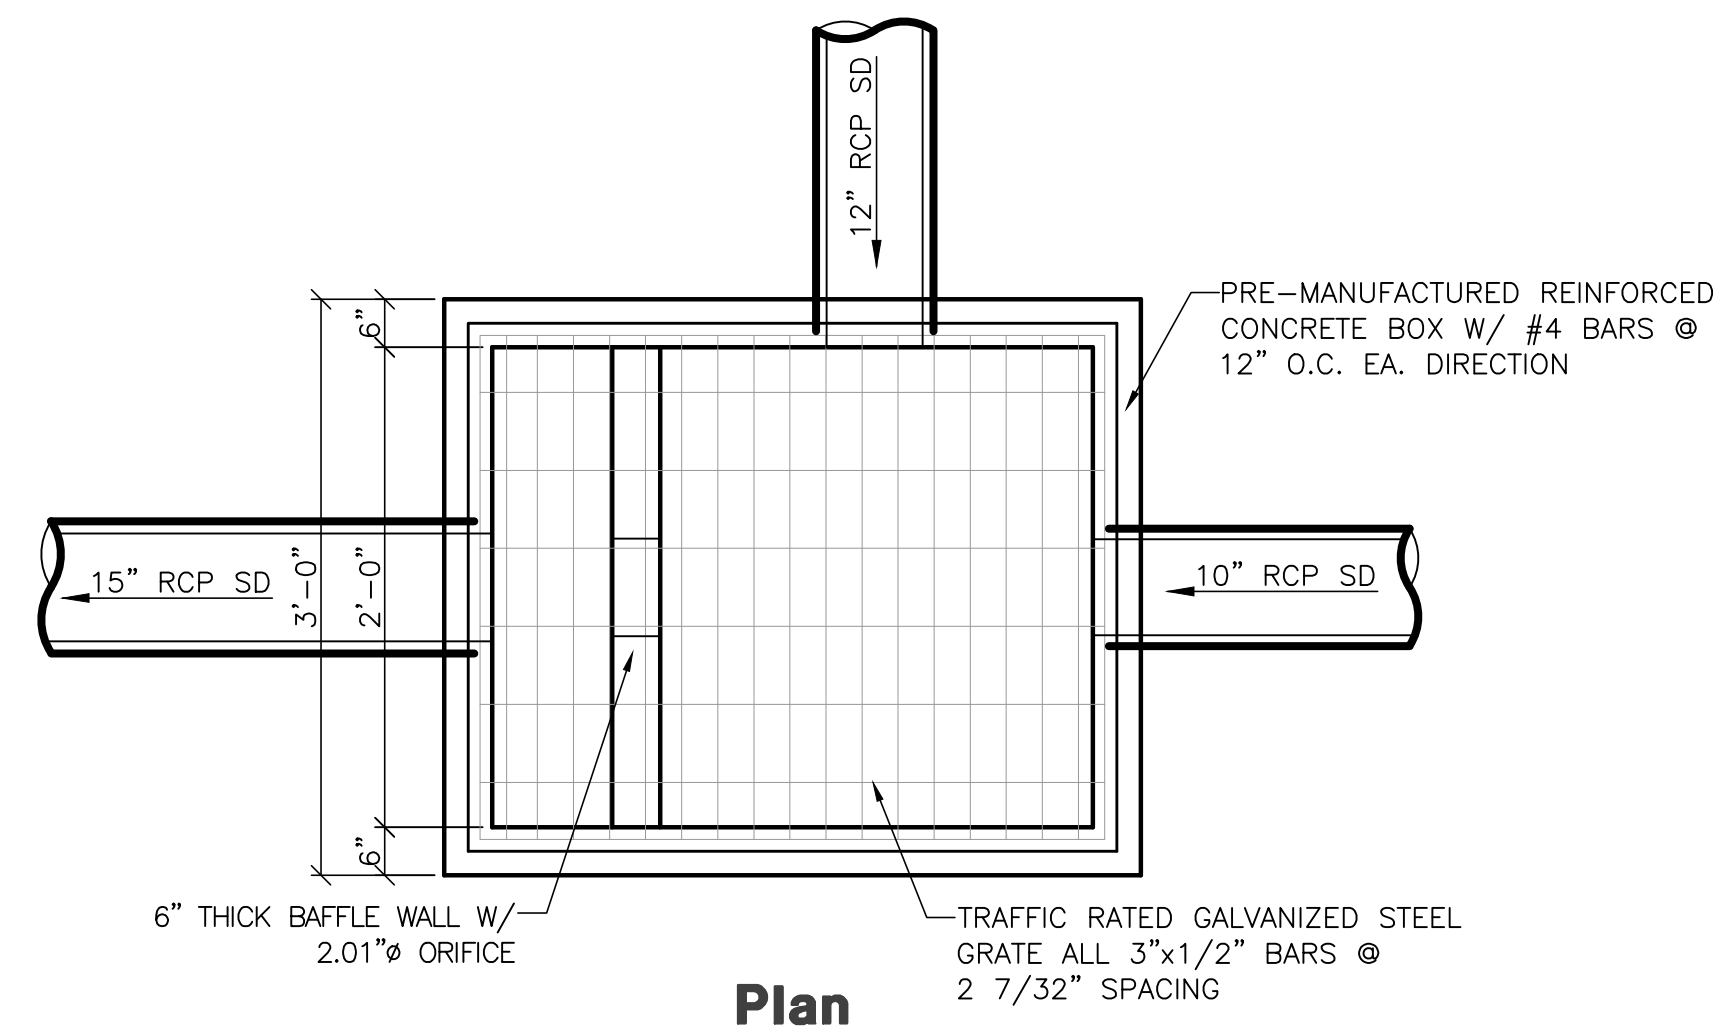 12” RCP SD
PRE-MANUFACTURED REINFORCED
CONCRETE BOX W/ #4 BARS @
12” O.C. EA. DIRECTION
6”
3’-0”
2’-0”
6”
15” RCP SD
10” RCP SD
6” THICK BAFFLE WALL W/
2.01”ø ORIFICE
TRAFFIC RATED GALVANIZED STEEL
GRATE ALL 3”x1/2” BARS @
2 7/32” SPACING
Plan